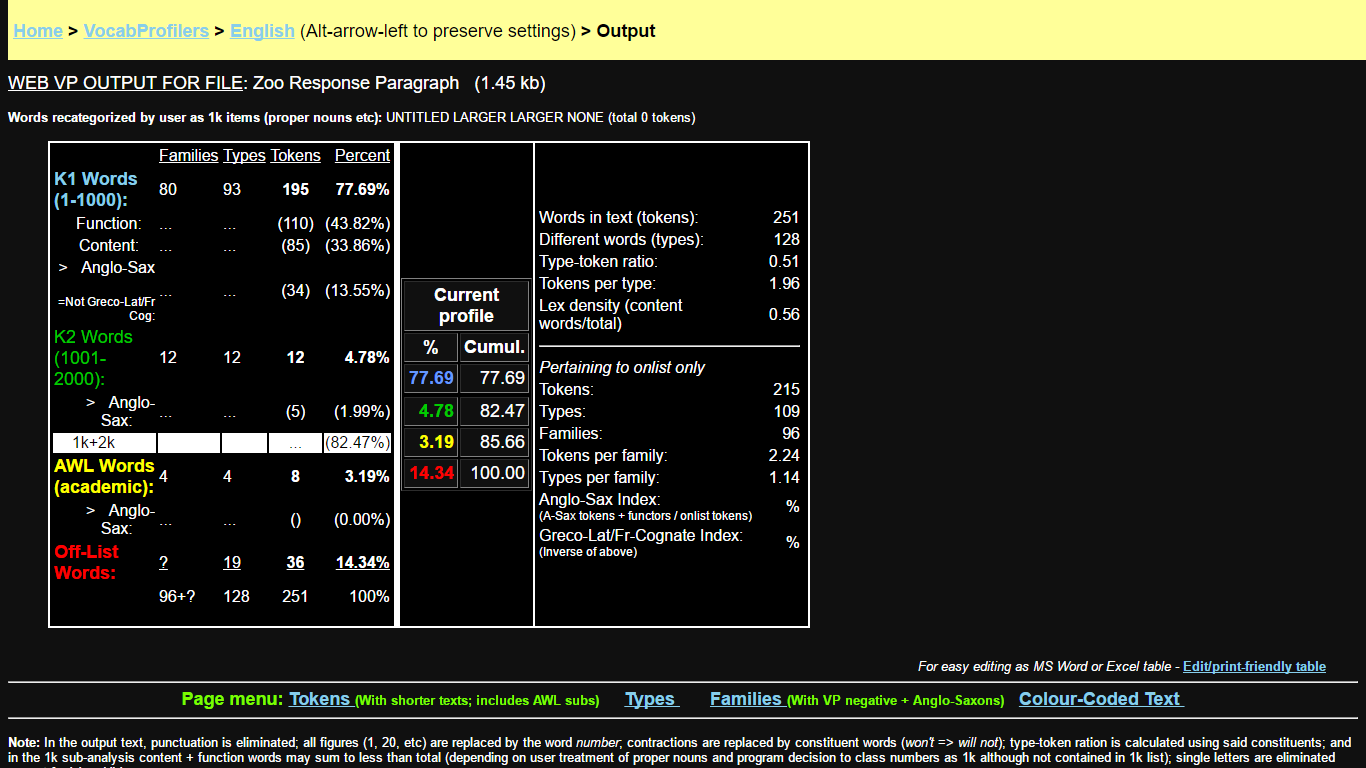 Home > VocabProfilers > English (Alt-arrow-left to preserve settings) > Output
WEB VP OUTPUT FOR FILE: Zoo Response Paragraph (1.45 kb)
Words recategorized by user as 1k items (proper nouns etc): UNTITLED LARGER LARGER NONE (total 0 tokens)
Families Types Tokens Percent
K1 Words
(1-1000): 80 93 195 77.69%
Function: ... ... (110) (43.82%)
Content: ... ... (85) (33.86%)
> Anglo-Sax
=Not Greco-Lat/Fr
Cog: ... ... (34) (13.55%)
K2 Words
(1001-
2000): 12 12 12 4.78%
> Anglo-
Sax: ... ... (5) (1.99%)
1k+2k ... (82.47%)
AWL Words
(academic): 4 4 8 3.19%
> Anglo-
Sax: ... ... () (0.00%)
Off-List
Words: ? 19 36 14.34%
96+? 128 251 100%
Current
profile
% Cumul.
77.69 77.69
4.78 82.47
3.19 85.66
14.34 100.00
Words in text (tokens): 251
Different words (types): 128
Type-token ratio: 0.51
Tokens per type: 1.96
Lex density (content
words/total) 0.56
Pertaining to onlist only
Tokens: 215
Types: 109
Families: 96
Tokens per family: 2.24
Types per family: 1.14
Anglo-Sax Index: %
(A-Sax tokens + functors / onlist tokens)
Greco-Lat/Fr-Cognate Index: %
(Inverse of above)
For easy editing as MS Word or Excel table - Edit/print-friendly table
Page menu: Tokens (With shorter texts; includes AWL subs) Types Families (With VP negative + Anglo-Saxons) Colour-Coded Text
Note: In the output text, punctuation is eliminated; all figures (1, 20, etc) are replaced by the word number; contractions are replaced by constituent words (won't => will not); type-token ration is calculated using said constituents; and
in the 1k sub-analysis content + function words may sum to less than total (depending on user treatment of proper nouns and program decision to class numbers as 1k although not contained in 1k list); single letters are eliminated